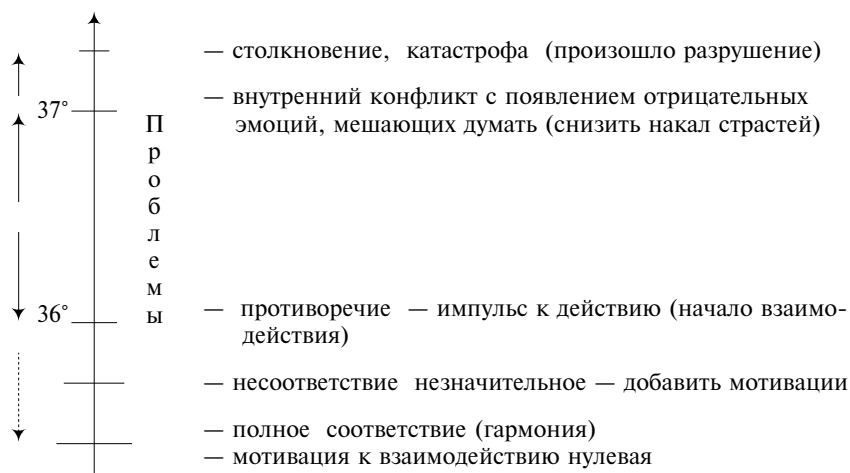 — столкновение, катастрофа (произошло разрушение)
37°
— внутренний конфликт с появлением отрицательных
эмоций, мешающих думать (снизить накал страстей)
Проблемы
36°
— противоречие — импульс к действию (начало взаимо-
действия)
— несоответствие незначительное — добавить мотивации
— полное соответствие (гармония)
— мотивация к взаимодействию нулевая